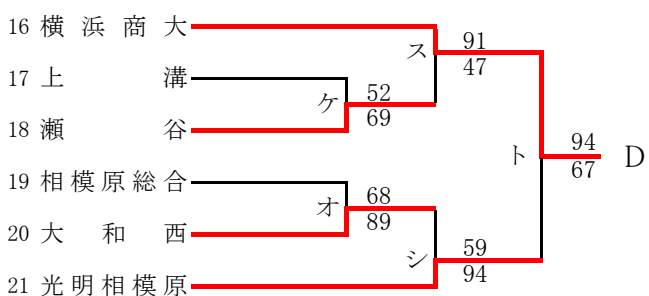 16 横浜商大
ス 91
47
17 上溝
ケ 52
69
18 瀬谷
ト 94
67 D
19 相模原総合
オ 68
89
20 大和西
シ 59
94
21 光明相模原